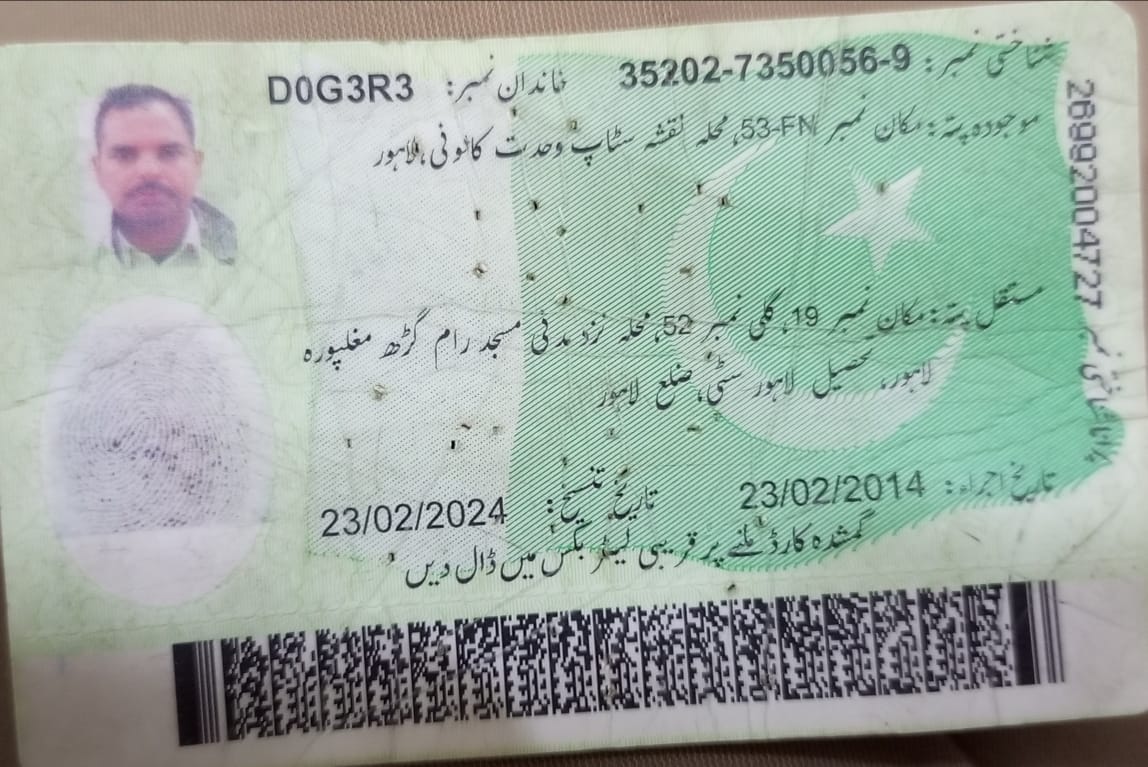 شناختی نمبر: 35202-7350056-9 خاندان نمبر: D0G3R3
موجودہ پتہ: مکان نمبر 53-FN، محلہ نقشہ سٹاپ وحدت کالونی، لاہور
مستقل پتہ: مکان نمبر 19، گلی نمبر 52، محلہ نزد مدنی مسجد رام گڑھ مغلپورہ
لاہور، تحصیل لاہور سٹی، ضلع لاہور
تاریخ اجراء: 23/02/2014 تاریخ تنسیخ: 23/02/2024
گمشدہ کارڈ ملنے پر قریبی لیٹر بکس میں ڈال دیں
26992004727